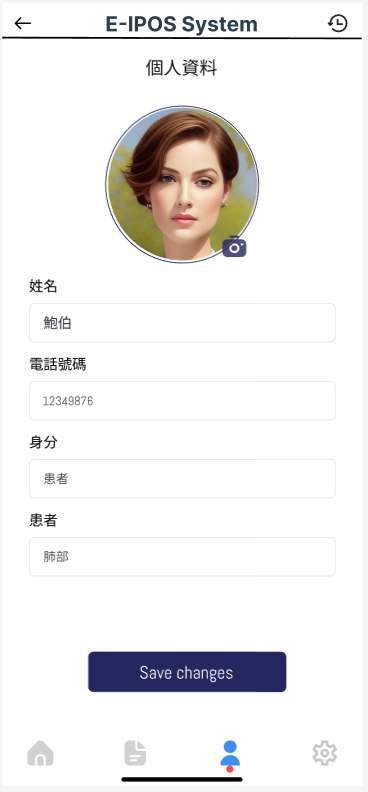 E-IPOS System
個人資料
姓名
鮑伯
電話號碼
12349876
身分
患者
患者
肺部
Save changes